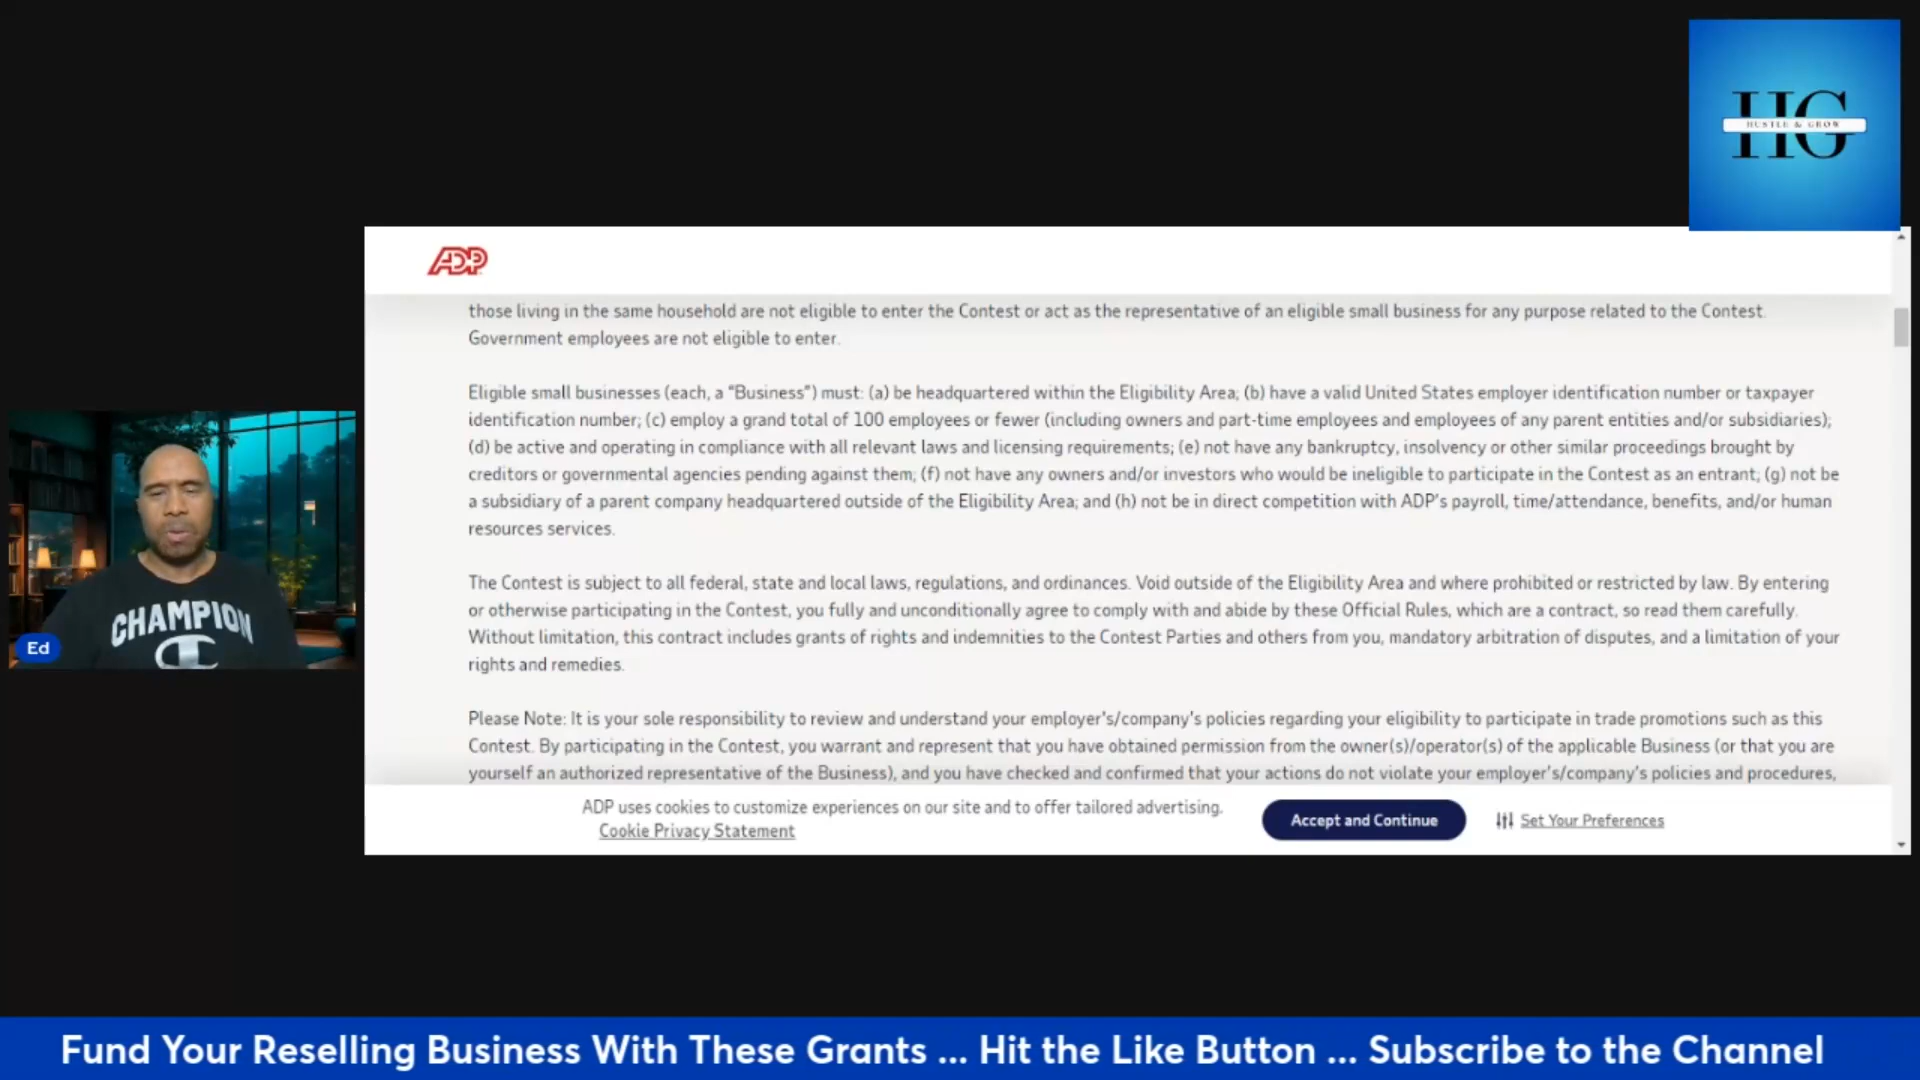 HG
HUSTLE & GROW
ADP
those living in the same household are not eligible to enter the Contest or act as the representative of an eligible small business for any purpose related to the Contest.
Government employees are not eligible to enter.
Eligible small businesses (each, a “Business”) must: (a) be headquartered within the Eligibility Area; (b) have a valid United States employer identification number or taxpayer
identification number; (c) employ a grand total of 100 employees or fewer (including owners and part-time employees and employees of any parent entities and/or subsidiaries);
(d) be active and operating in compliance with all relevant laws and licensing requirements; (e) not have any bankruptcy, insolvency or other similar proceedings brought by
creditors or governmental agencies pending against them; (f) not have any owners and/or investors who would be ineligible to participate in the Contest as an entrant; (g) not be
a subsidiary of a parent company headquartered outside of the Eligibility Area; and (h) not be in direct competition with ADP’s payroll, time/attendance, benefits, and/or human
resources services.
The Contest is subject to all federal, state and local laws, regulations, and ordinances. Void outside of the Eligibility Area and where prohibited or restricted by law. By entering
or otherwise participating in the Contest, you fully and unconditionally agree to comply with and abide by these Official Rules, which are a contract, so read them carefully.
Without limitation, this contract includes grants of rights and indemnities to the Contest Parties and others from you, mandatory arbitration of disputes, and a limitation of your
rights and remedies.
Please Note: It is your sole responsibility to review and understand your employer’s/company’s policies regarding your eligibility to participate in trade promotions such as this
Contest. By participating in the Contest, you warrant and represent that you have obtained permission from the owner(s)/operator(s) of the applicable Business (or that you are
yourself an authorized representative of the Business), and you have checked and confirmed that your actions do not violate your employer’s/company’s policies and procedures,
ADP uses cookies to customize experiences on our site and to offer tailored advertising.
Cookie Privacy Statement
Accept and Continue
Set Your Preferences
CHAMPION
Ed
Fund Your Reselling Business With These Grants ... Hit the Like Button ... Subscribe to the Channel